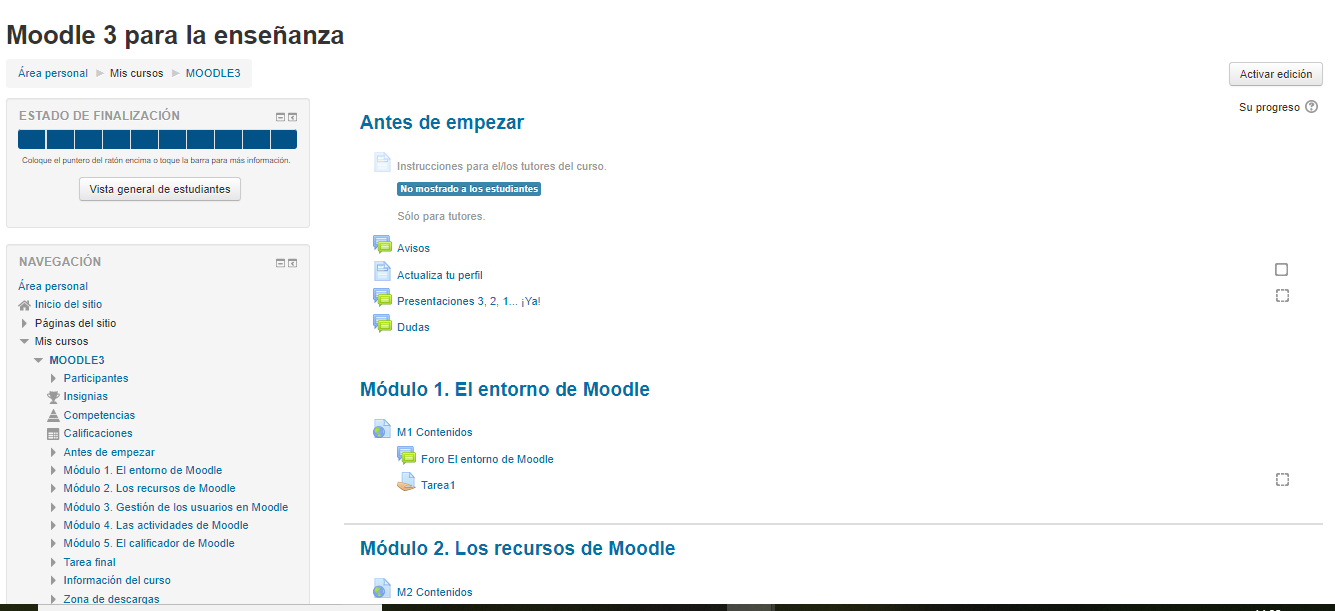 Moodle 3 para la enseñanza
Área personal
Mis cursos
MOODLE3
Activar edición
ESTADO DE FINALIZACIÓN
Coloque el puntero del ratón encima o toque la barra para más información.
Vista general de estudiantes
NAVEGACIÓN
Área personal
Inicio del sitio
Páginas del sitio
Mis cursos
MOODLE3
Participantes
Insignias
Competencias
Calificaciones
Antes de empezar
Módulo 1. El entorno de Moodle
Módulo 2. Los recursos de Moodle
Módulo 3. Gestión de los usuarios en Moodle
Módulo 4. Las actividades de Moodle
Módulo 5. El calificador de Moodle
Tarea final
Información del curso
Zona de descargas
Su progreso
Antes de empezar
Instrucciones para el/los tutores del curso.
No mostrado a los estudiantes
Sólo para tutores.
Avisos
Actualiza tu perfil
Presentaciones 3, 2, 1... ¡Ya!
Dudas
Módulo 1. El entorno de Moodle
M1 Contenidos
Foro El entorno de Moodle
Tarea1
Módulo 2. Los recursos de Moodle
M2 Contenidos